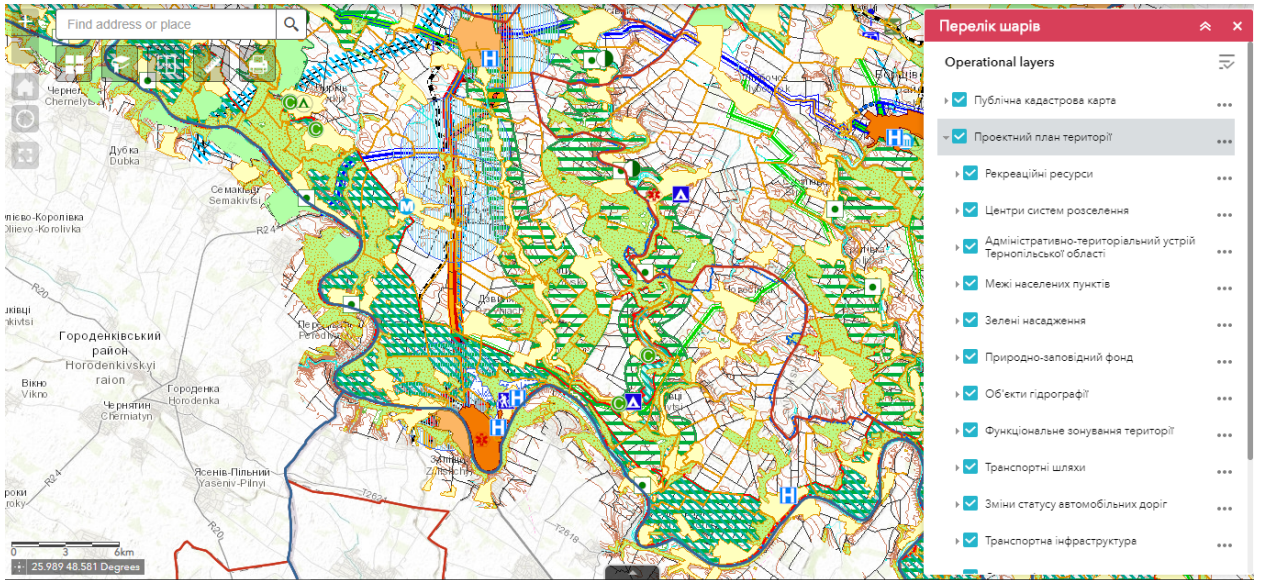 Find address or place
Перелік шарів
Operational layers
Публічна кадастрова карта
Проектний план території
Рекреаційні ресурси
Центри систем розселення
Адміністративно-територіальний устрій
Тернопільської області
Межі населених пунктів
Зелені насадження
Природно-заповідний фонд
Об'єкти гідрографії
Функціональне зонування території
Транспортні шляхи
Зміни статусу автомобільних доріг
Транспортна інфраструктура
Chernelytsia
Дубка
Dubka
Семаківці
Semakivtsi
R24
R20
Городенківський
район
Horodenkivskyi
raion
Вікно
Vikno
Городенка
Horodenka
Чернятин
Cherniatyn
Ясенів-Пільний
Yaseniv-Pilnyi
R24
R20
T2624
T2618
0 3 6km
25.989 48.581 Degrees